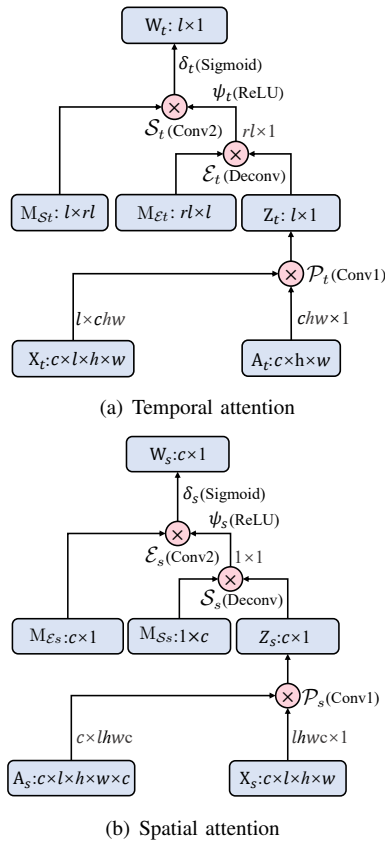 W_t: l×1
δ_t(Sigmoid)
ψ_t(ReLU)
×
S_t(Conv2)
rl×1
×
ℰ_t(Deconv)
M_St: l×rl
M_ℰt: rl×l
Z_t: l×1
×
P_t(Conv1)
l×chw
chw×1
X_t: c×l×h×w
A_t: c×h×w
(a) Temporal attention
W_s:c×1
δ_s(Sigmoid)
ψ_s(ReLU)
×
ℰ_s(Conv2)
1×1
×
S_s(Deconv)
M_ℰs:c×1
M_Ss:1×c
Z_s:c×1
×
P_s(Conv1)
c×lhwc
lhwc×1
A_s:c×l×h×w×c
X_s:c×l×h×w
(b) Spatial attention